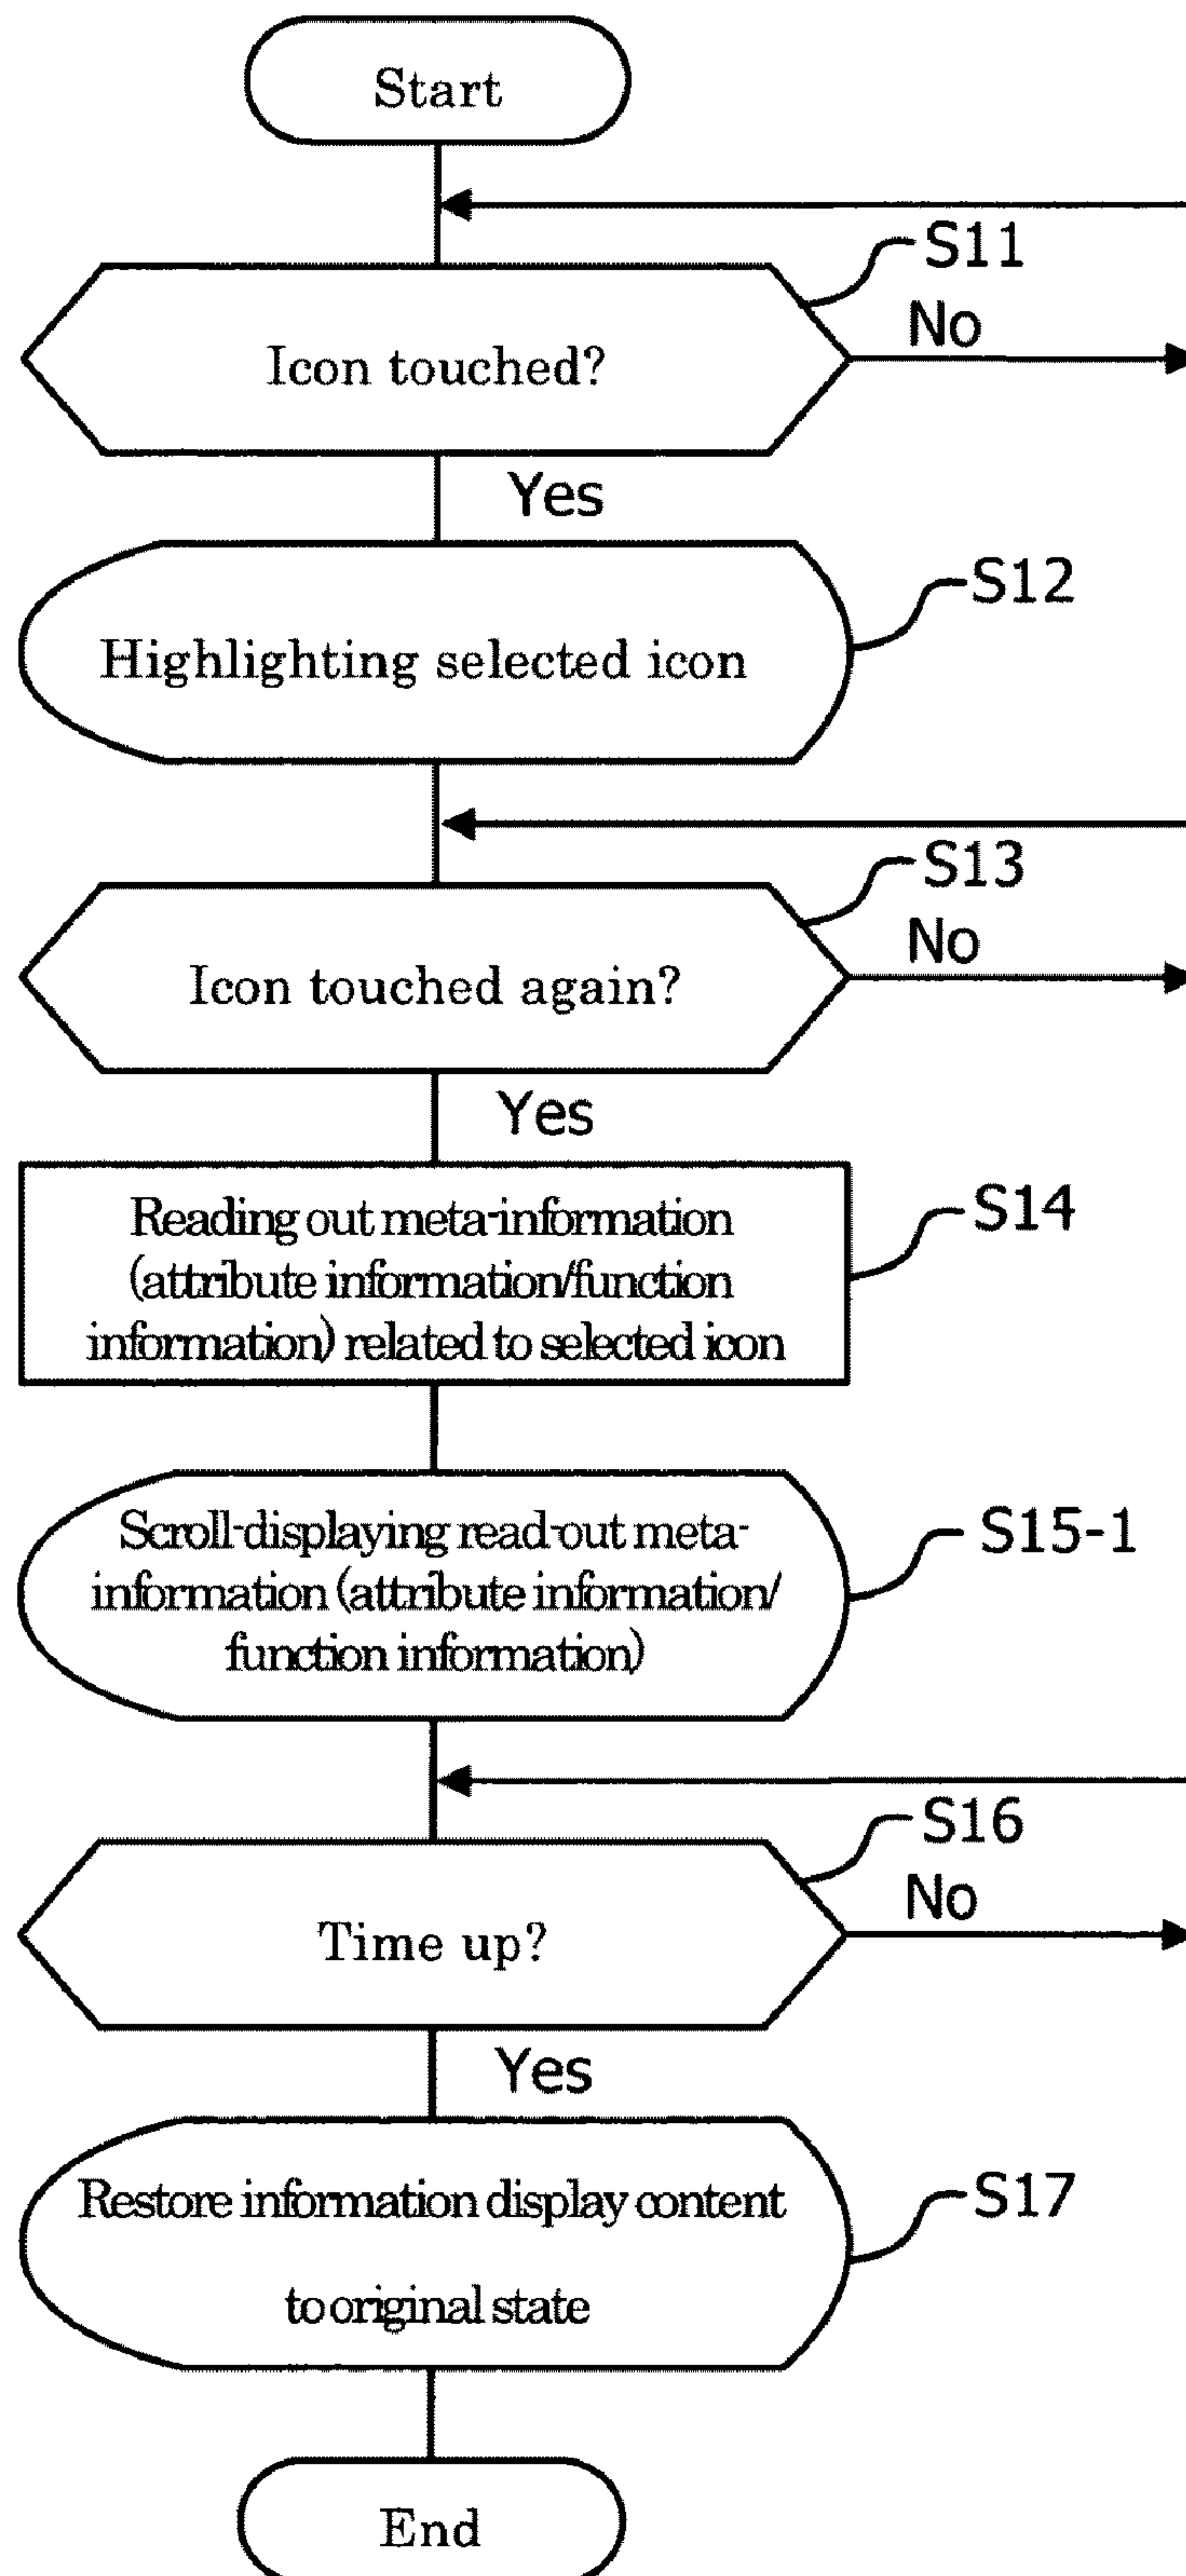 Start
S11
No
Icon touched?
Yes
S12
Highlighting selected icon
S13
No
Icon touched again?
Yes
S14
Reading out meta-information
(attribute information/function
information) related to selected icon
S15-1
Scroll-displaying read-out meta-
information (attribute information/
function information)
S16
No
Time up?
Yes
S17
Restore information display content
to original state
End